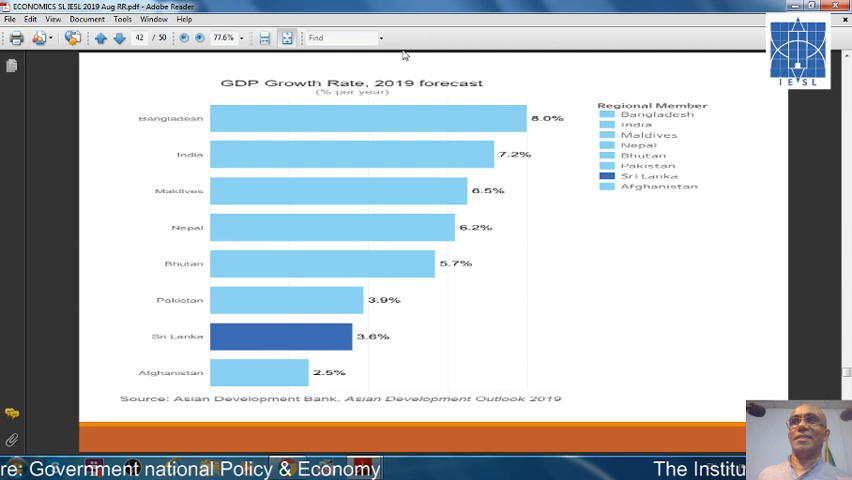 ECONOMICS SL IESL 2019 Aug RR.pdf - Adobe Reader
File Edit View Document Tools Window Help
42 / 50 77.6% Find
IESL
GDP Growth Rate, 2019 forecast
(% per year)
Bangladesh 8.0%
India 7.2%
Maldives 6.5%
Nepal 6.2%
Bhutan 5.7%
Pakistan 3.9%
Sri Lanka 3.6%
Afghanistan 2.5%
Regional Member
Bangladesh
India
Maldives
Nepal
Bhutan
Pakistan
Sri Lanka
Afghanistan
Source: Asian Development Bank. Asian Development Outlook 2019
re: Government national Policy & Economy
The Institu